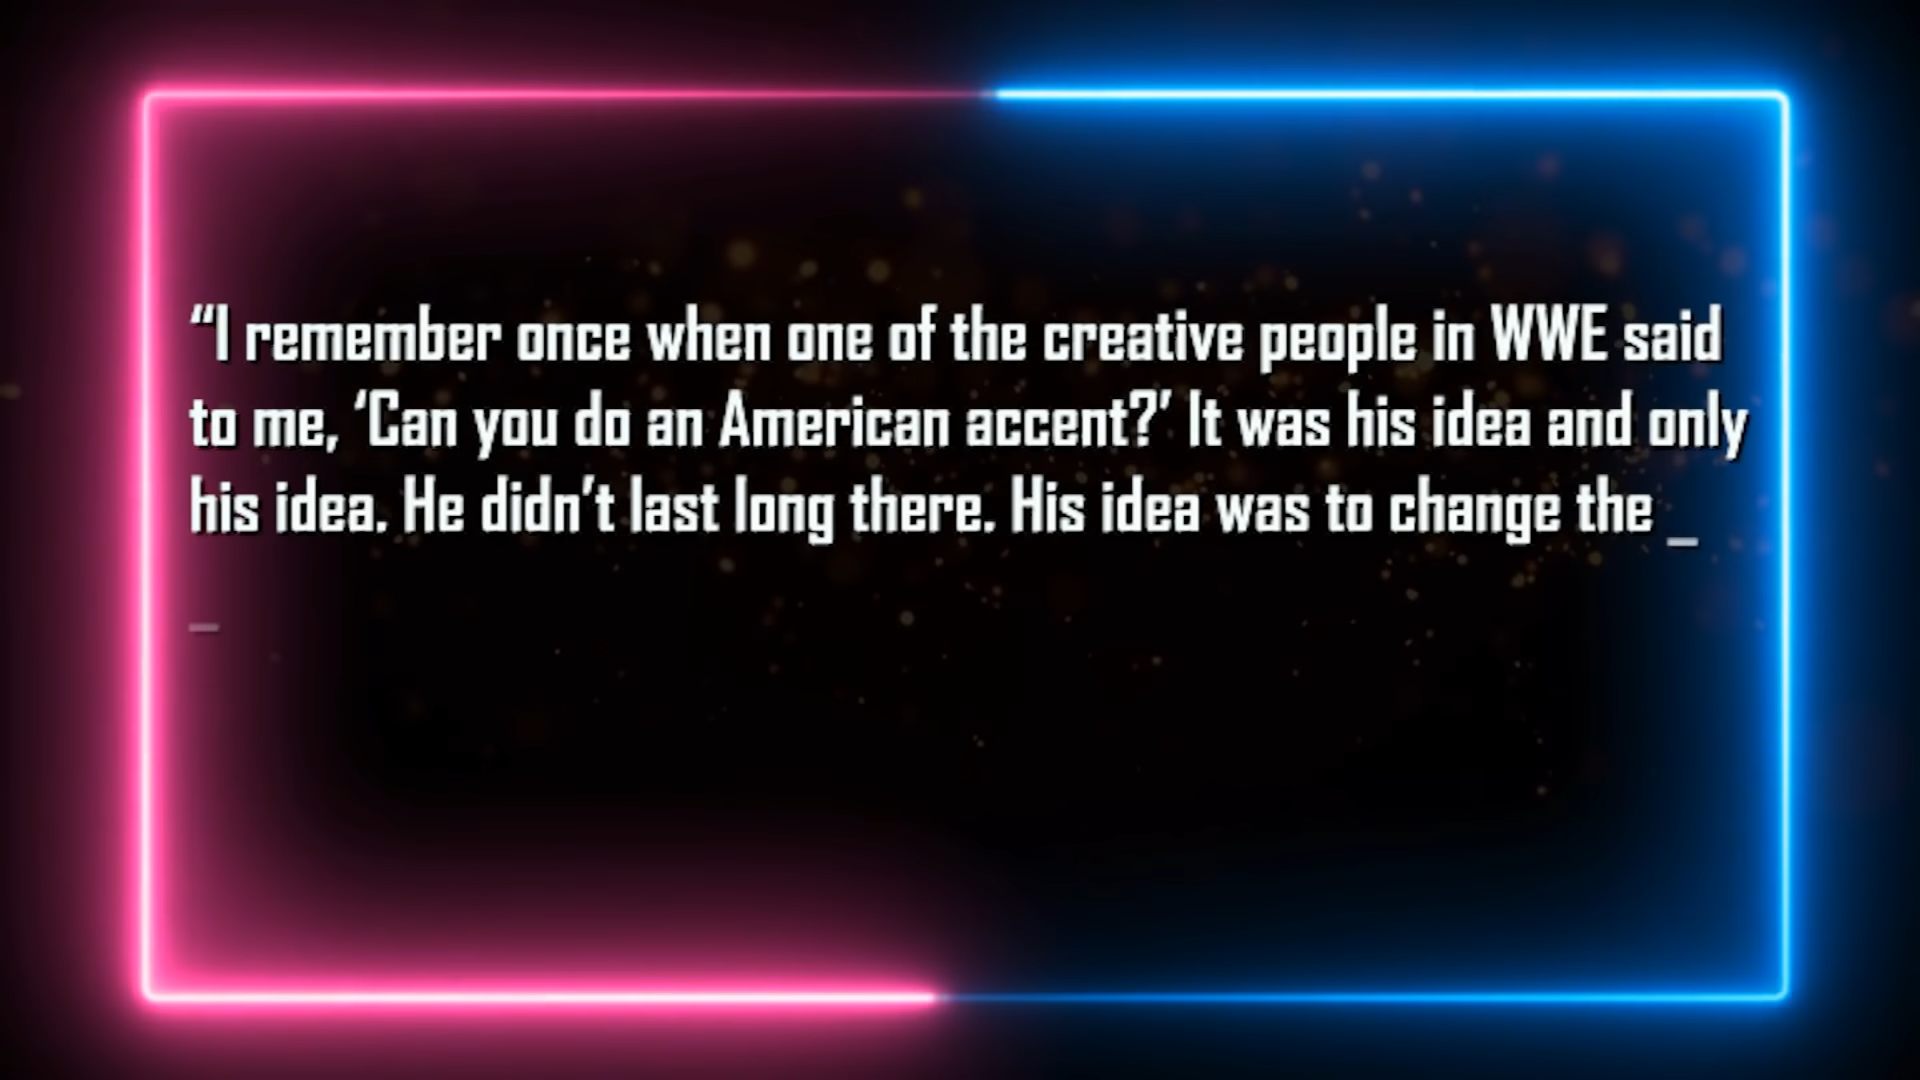 “I remember once when one of the creative people in WWE said
to me, ‘Can you do an American accent?’ It was his idea and only
his idea. He didn’t last long there. His idea was to change the _
_